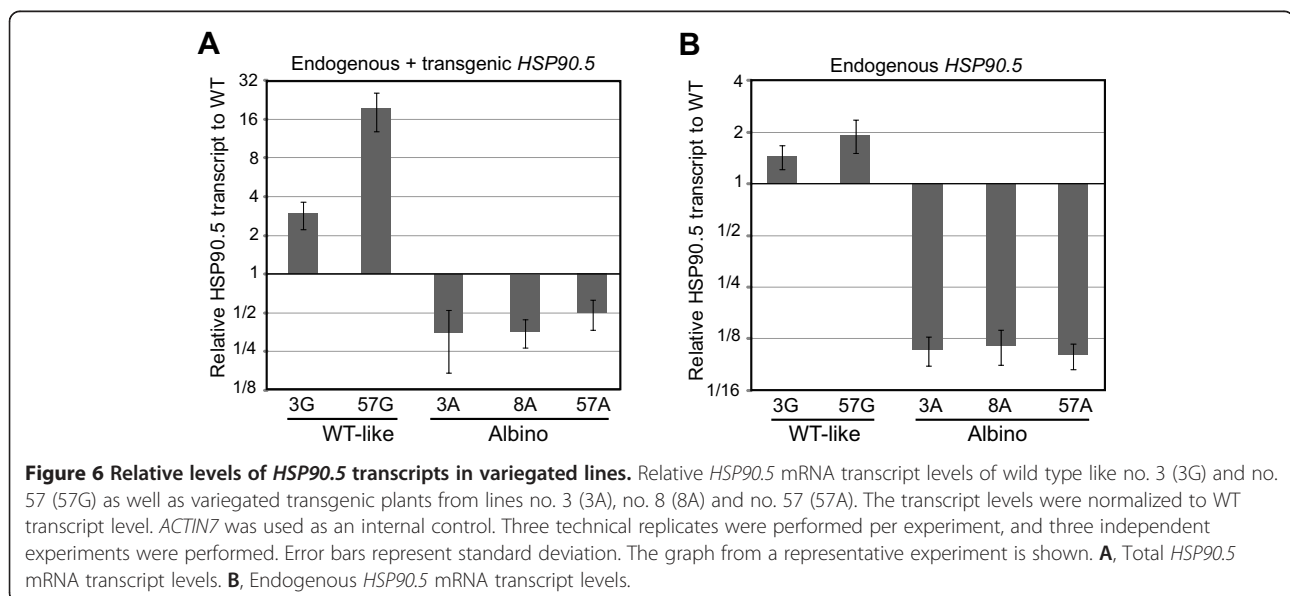 A
Endogenous + transgenic HSP90.5
Relative HSP90.5 transcript to WT
32
16
8
4
2
1
1/2
1/4
1/8
3G 57G 3A 8A 57A
WT-like Albino
B
Endogenous HSP90.5
Relative HSP90.5 transcript to WT
4
2
1
1/2
1/4
1/8
1/16
3G 57G 3A 8A 57A
WT-like Albino
Figure 6 Relative levels of HSP90.5 transcripts in variegated lines. Relative HSP90.5 mRNA transcript levels of wild type like no. 3 (3G) and no.
57 (57G) as well as variegated transgenic plants from lines no. 3 (3A), no. 8 (8A) and no. 57 (57A). The transcript levels were normalized to WT
transcript level. ACTIN7 was used as an internal control. Three technical replicates were performed per experiment, and three independent
experiments were performed. Error bars represent standard deviation. The graph from a representative experiment is shown. A, Total HSP90.5
mRNA transcript levels. B, Endogenous HSP90.5 mRNA transcript levels.